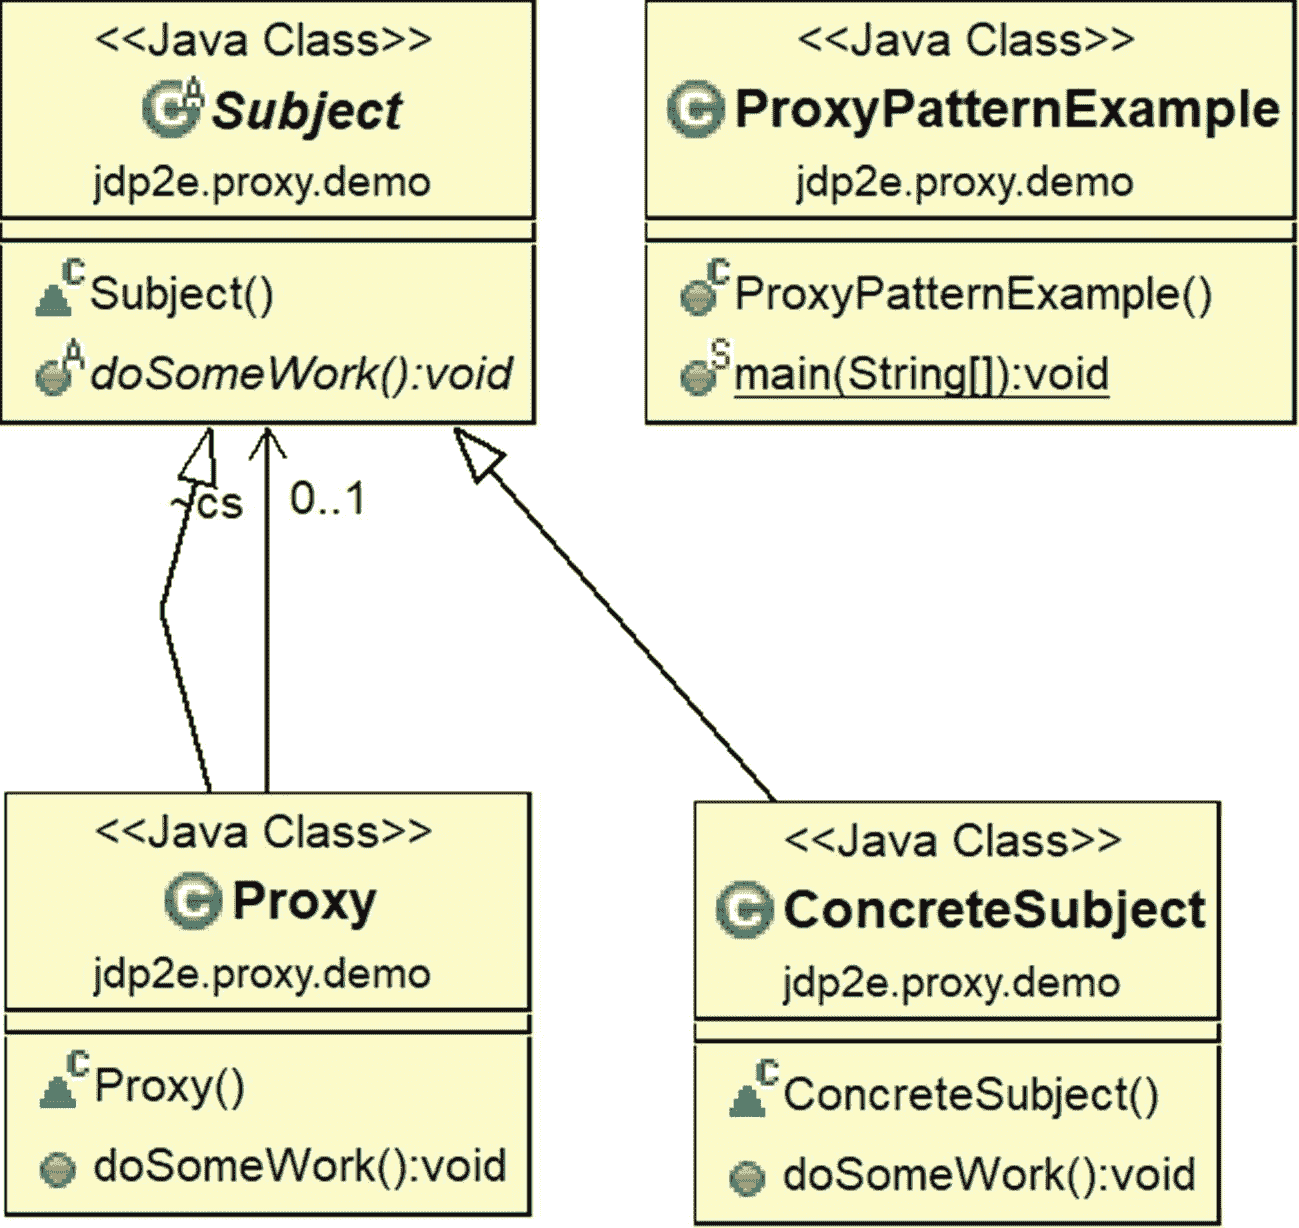 <<Java Class>>
Subject
jdp2e.proxy.demo
Subject()
doSomeWork():void
<<Java Class>>
ProxyPatternExample
jdp2e.proxy.demo
ProxyPatternExample()
main(String[]):void
~cs
0..1
<<Java Class>>
Proxy
jdp2e.proxy.demo
Proxy()
doSomeWork():void
<<Java Class>>
ConcreteSubject
jdp2e.proxy.demo
ConcreteSubject()
doSomeWork():void